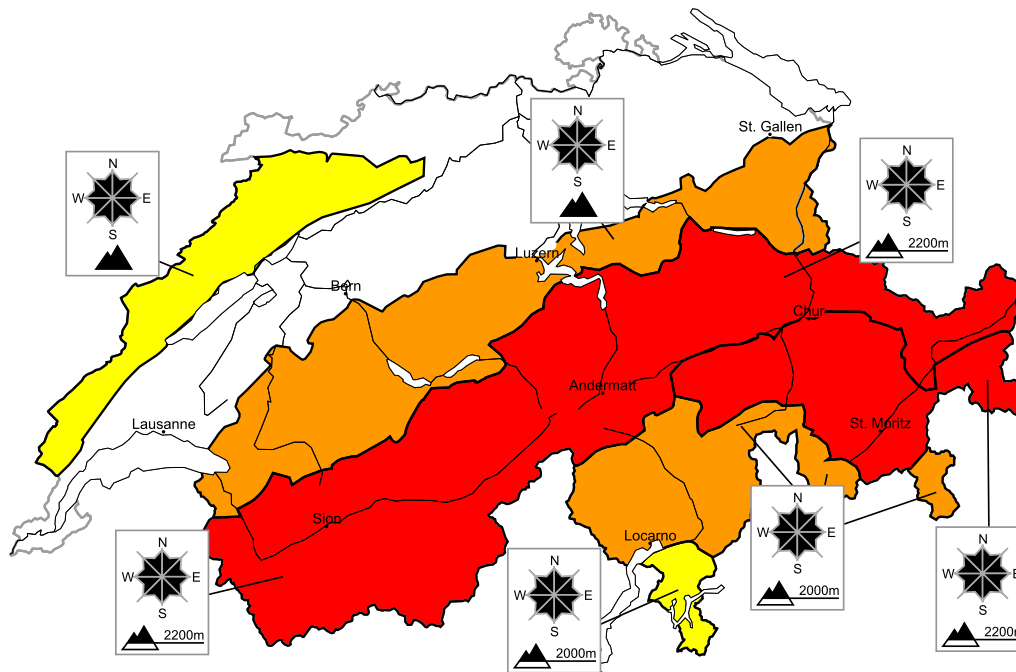 N
W E
S
St. Gallen
N
W E
S
N
W E
S
2200m
Luzern
Bern
Chur
Andermatt
Lausanne
St. Moritz
Sion
Locarno
N
W E
S
2200m
N
W E
S
2000m
N
W E
S
2000m
N
W E
S
2200m